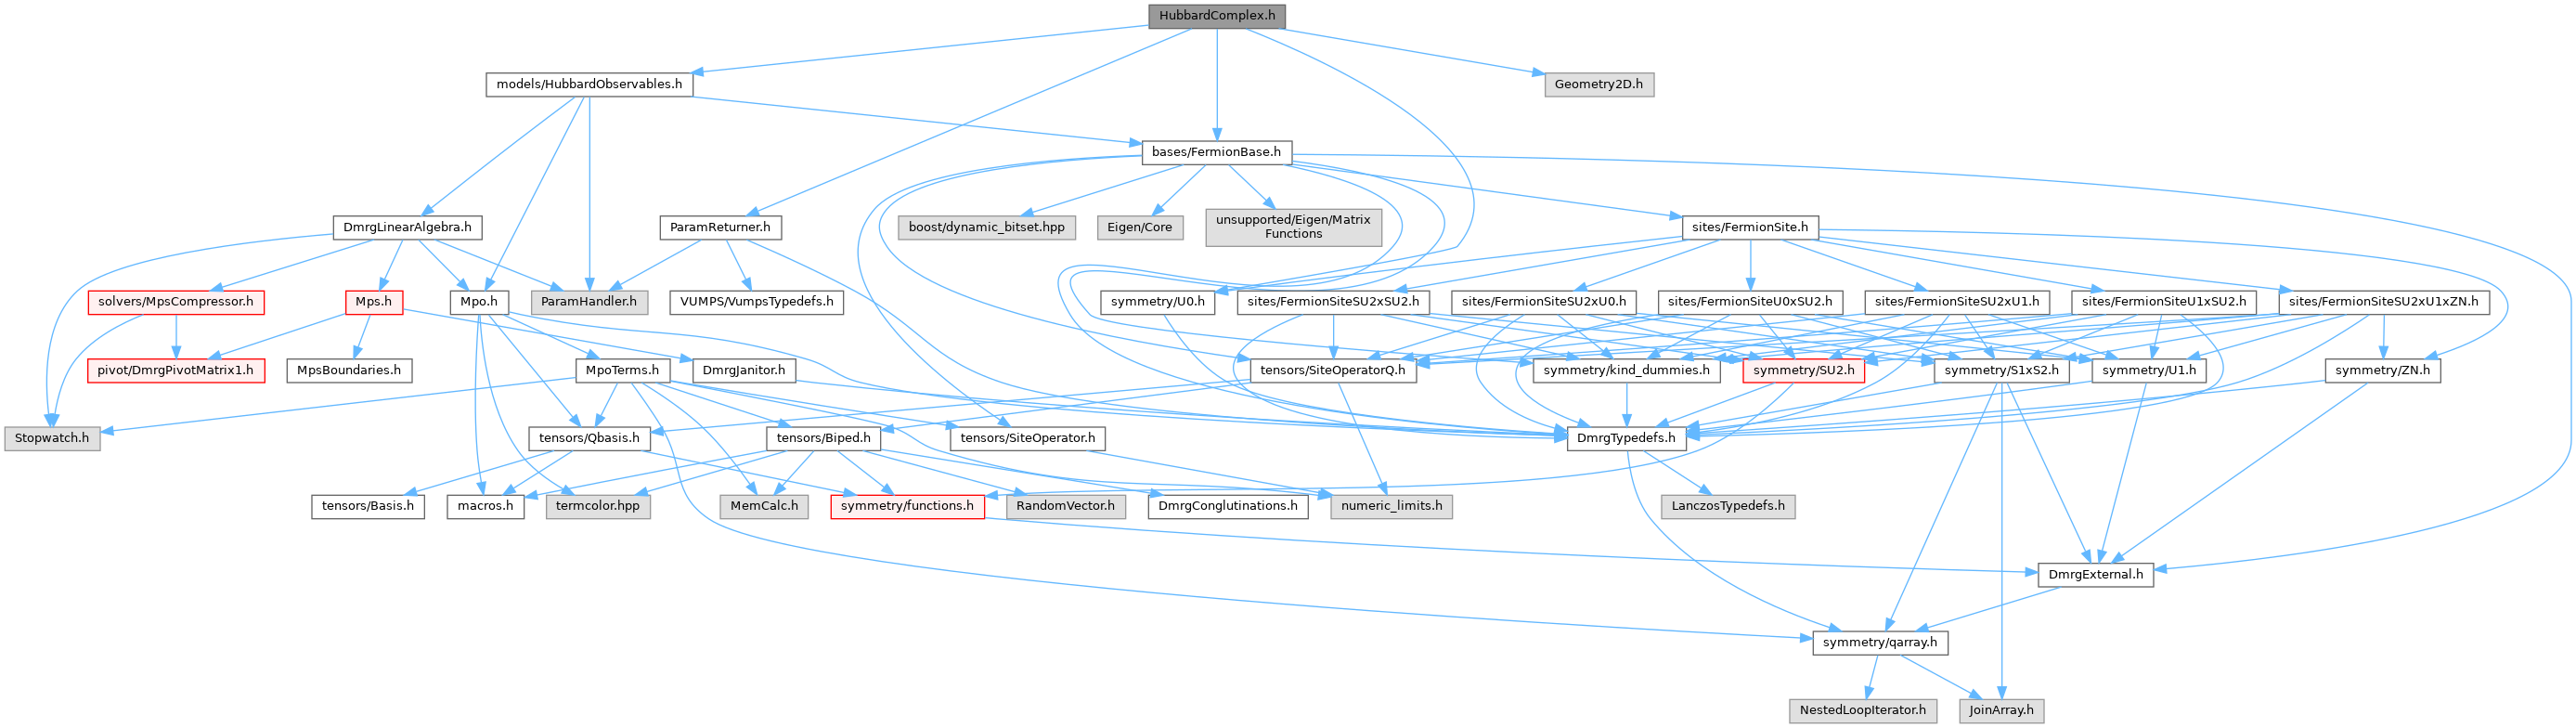 HubbardComplex.h
models/HubbardObservables.h
Geometry2D.h
bases/FermionBase.h
DmrgLinearAlgebra.h
ParamReturner.h
boost/dynamic_bitset.hpp
Eigen/Core
unsupported/Eigen/Matrix
Functions
sites/FermionSite.h
solvers/MpsCompressor.h
Mps.h
Mpo.h
ParamHandler.h
VUMPS/VumpsTypedefs.h
symmetry/U0.h
sites/FermionSiteSU2xSU2.h
sites/FermionSiteSU2xU0.h
sites/FermionSiteU0xSU2.h
sites/FermionSiteSU2xU1.h
sites/FermionSiteU1xSU2.h
sites/FermionSiteSU2xU1xZN.h
pivot/DmrgPivotMatrix1.h
MpsBoundaries.h
MpoTerms.h
DmrgJanitor.h
tensors/SiteOperatorQ.h
symmetry/kind_dummies.h
symmetry/SU2.h
symmetry/S1xS2.h
symmetry/U1.h
symmetry/ZN.h
Stopwatch.h
tensors/Qbasis.h
tensors/Biped.h
tensors/SiteOperator.h
DmrgTypedefs.h
tensors/Basis.h
macros.h
termcolor.hpp
MemCalc.h
symmetry/functions.h
RandomVector.h
DmrgConglutinations.h
numeric_limits.h
LanczosTypedefs.h
DmrgExternal.h
symmetry/qarray.h
NestedLoopIterator.h
JoinArray.h